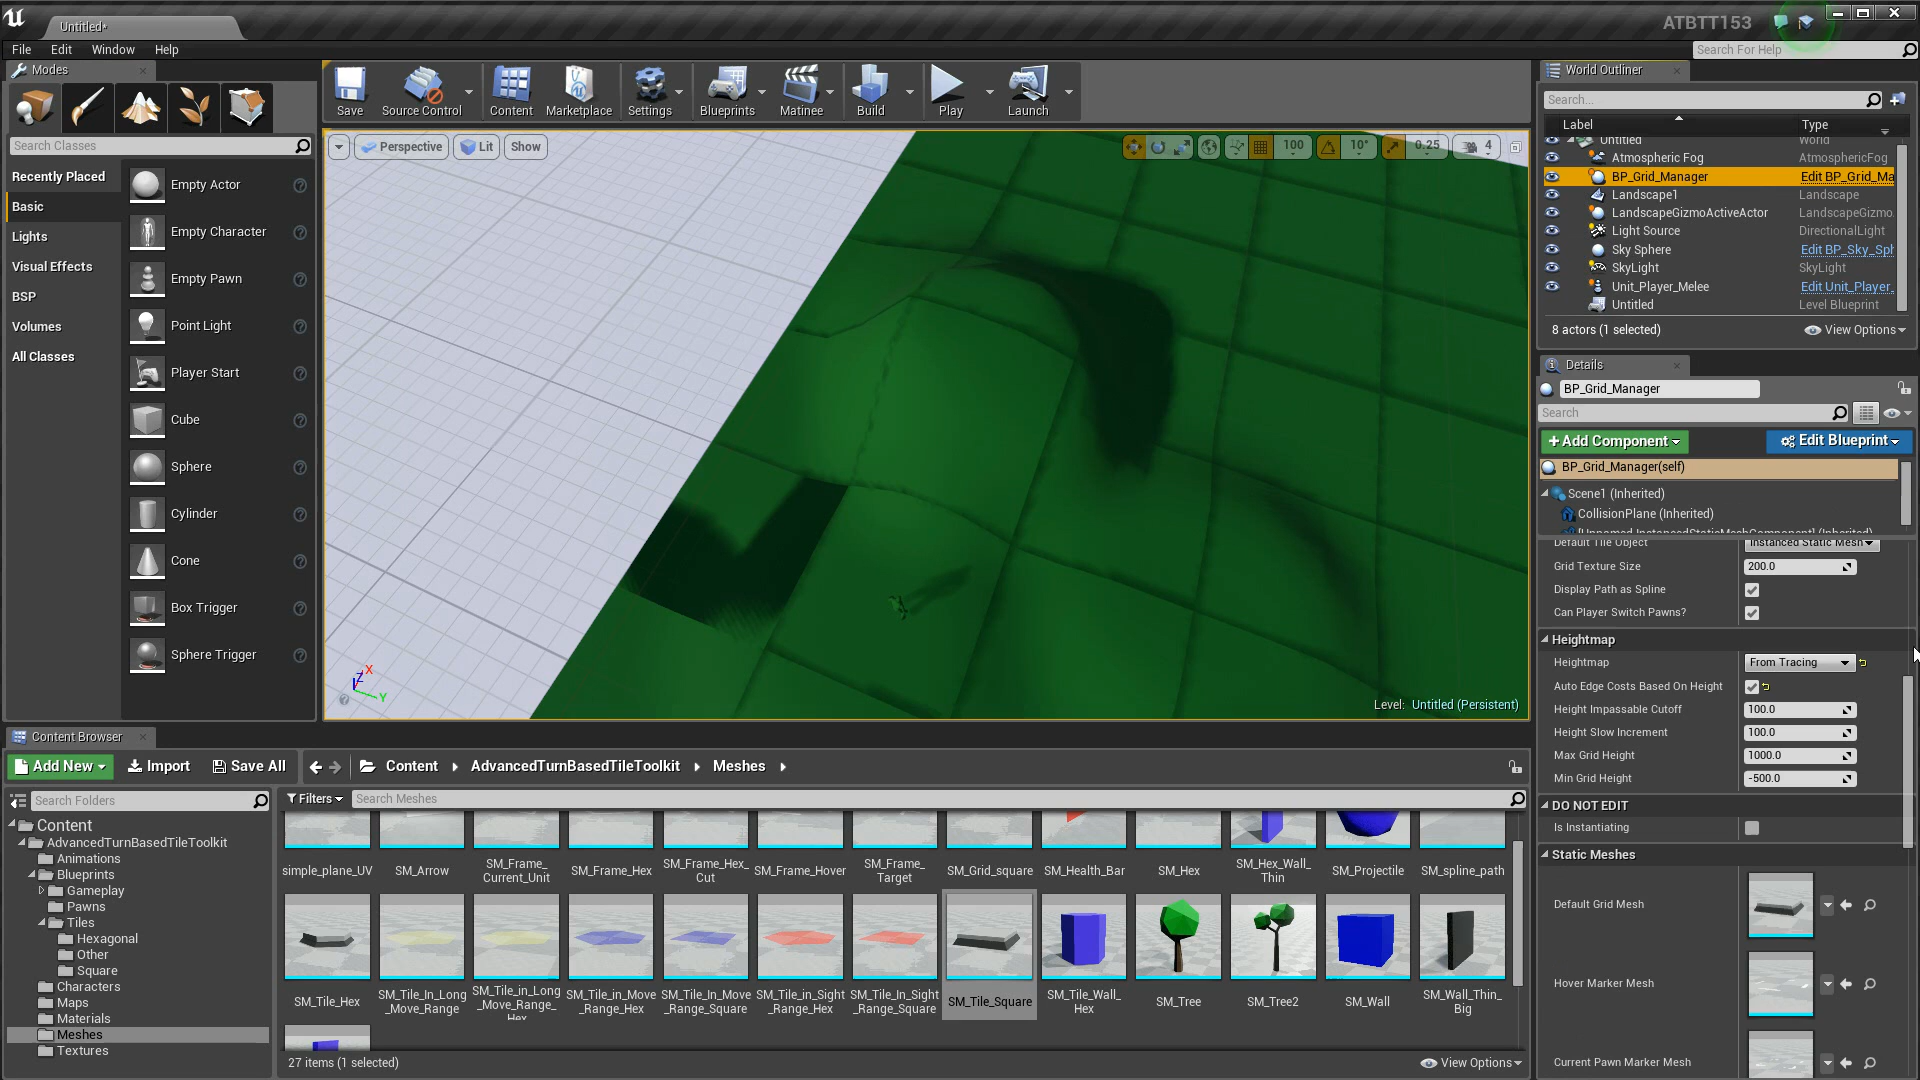 Untitled*
ATBTT153
File
Edit
Window
Help
Search For Help
Modes
Search Classes
Recently Placed
Basic
Lights
Visual Effects
BSP
Volumes
All Classes
Empty Actor
Empty Character
Empty Pawn
Point Light
Player Start
Cube
Sphere
Cylinder
Cone
Box Trigger
Sphere Trigger
Save
Source Control
Content
Marketplace
Settings
Blueprints
Matinee
Build
Play
Launch
Perspective
Lit
Show
100
10°
0.25
4
X
Z
Y
Level: Untitled (Persistent)
World Outliner
Search...
Label
Type
Untitled
World
Atmospheric Fog
AtmosphericFog
BP_Grid_Manager
Edit BP_Grid_Ma
Landscape1
Landscape
LandscapeGizmoActiveActor
LandscapeGizmo
Light Source
DirectionalLight
Sky Sphere
Edit BP_Sky_Sph
SkyLight
SkyLight
Unit_Player_Melee
Edit Unit_Player_
Untitled
Level Blueprint
8 actors (1 selected)
View Options
Details
BP_Grid_Manager
Search
+Add Component
Edit Blueprint
BP_Grid_Manager(self)
Scene1 (Inherited)
CollisionPlane (Inherited)
[Unnamed InstancedStaticMeshComponent] (Inherited)
Default Tile Object
Instanced Static Mesh
Grid Texture Size
200.0
Display Path as Spline
Can Player Switch Pawns?
Heightmap
Heightmap
From Tracing
Auto Edge Costs Based On Height
Height Impassable Cutoff
100.0
Height Slow Increment
100.0
Max Grid Height
1000.0
Min Grid Height
-500.0
DO NOT EDIT
Is Instantiating
Static Meshes
Default Grid Mesh
Hover Marker Mesh
Current Pawn Marker Mesh
Content Browser
Add New
Import
Save All
Content
AdvancedTurnBasedTileToolkit
Meshes
Search Folders
Filters
Search Meshes
Content
AdvancedTurnBasedTileToolkit
Animations
Blueprints
Gameplay
Pawns
Tiles
Hexagonal
Other
Square
Characters
Maps
Materials
Meshes
Textures
simple_plane_UV
SM_Arrow
SM_Frame_
Current_Unit
SM_Frame_Hex
SM_Frame_Hex_
Cut
SM_Frame_Hover
SM_Frame_
Target
SM_Grid_square
SM_Health_Bar
SM_Hex
SM_Hex_Wall_
Thin
SM_Projectile
SM_spline_path
SM_Tile_Hex
SM_Tile_In_Long
_Move_Range
SM_Tile_in_Long
_Move_Range_
Hex
SM_Tile_in_Move
_Range_Hex
SM_Tile_In_Move
_Range_Square
SM_Tile_in_Sight
_Range_Hex
SM_Tile_In_Sight
_Range_Square
SM_Tile_Square
SM_Tile_Wall_
Hex
SM_Tree
SM_Tree2
SM_Wall
SM_Wall_Thin_
Big
27 items (1 selected)
View Options